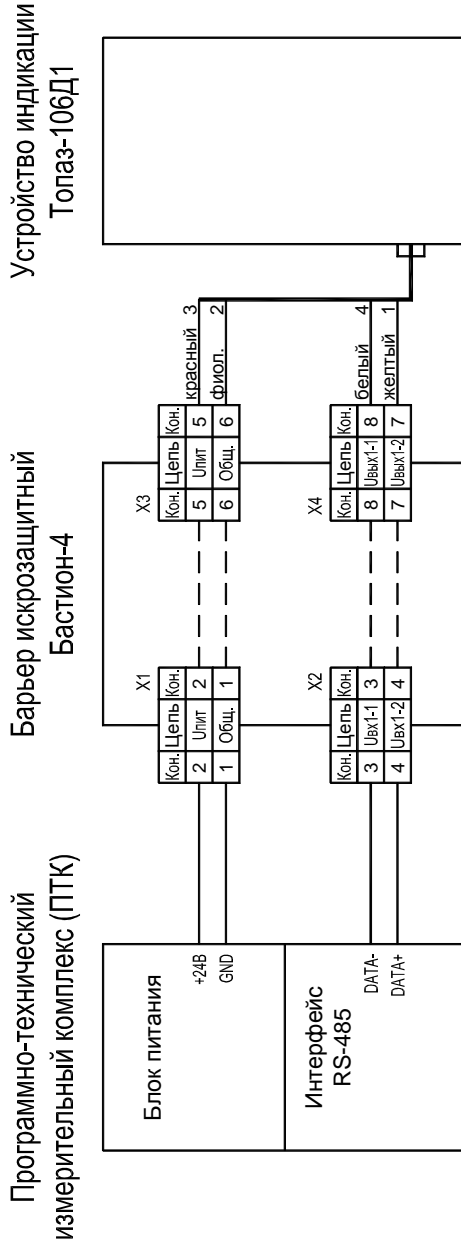 Программно-технический
измерительный комплекс (ПТК)
Барьер искрозащитный
Бастион-4
Устройство индикации
Топаз-106Д1
Блок питания
+24В
GND
Интерфейс
RS-485
DATA-
DATA+
X1
Кон. Цепь Кон.
2 Uпит 2
1 Общ. 1
X2
Кон. Цепь Кон.
3 Uвх1-1 3
4 Uвх1-2 4
X3
Кон. Цепь Кон.
5 Uпит 5
6 Общ. 6
X4
Кон. Цепь Кон.
8 Uвых1-1 8
7 Uвых1-2 7
красный 3
фиол. 2
белый 4
желтый 1